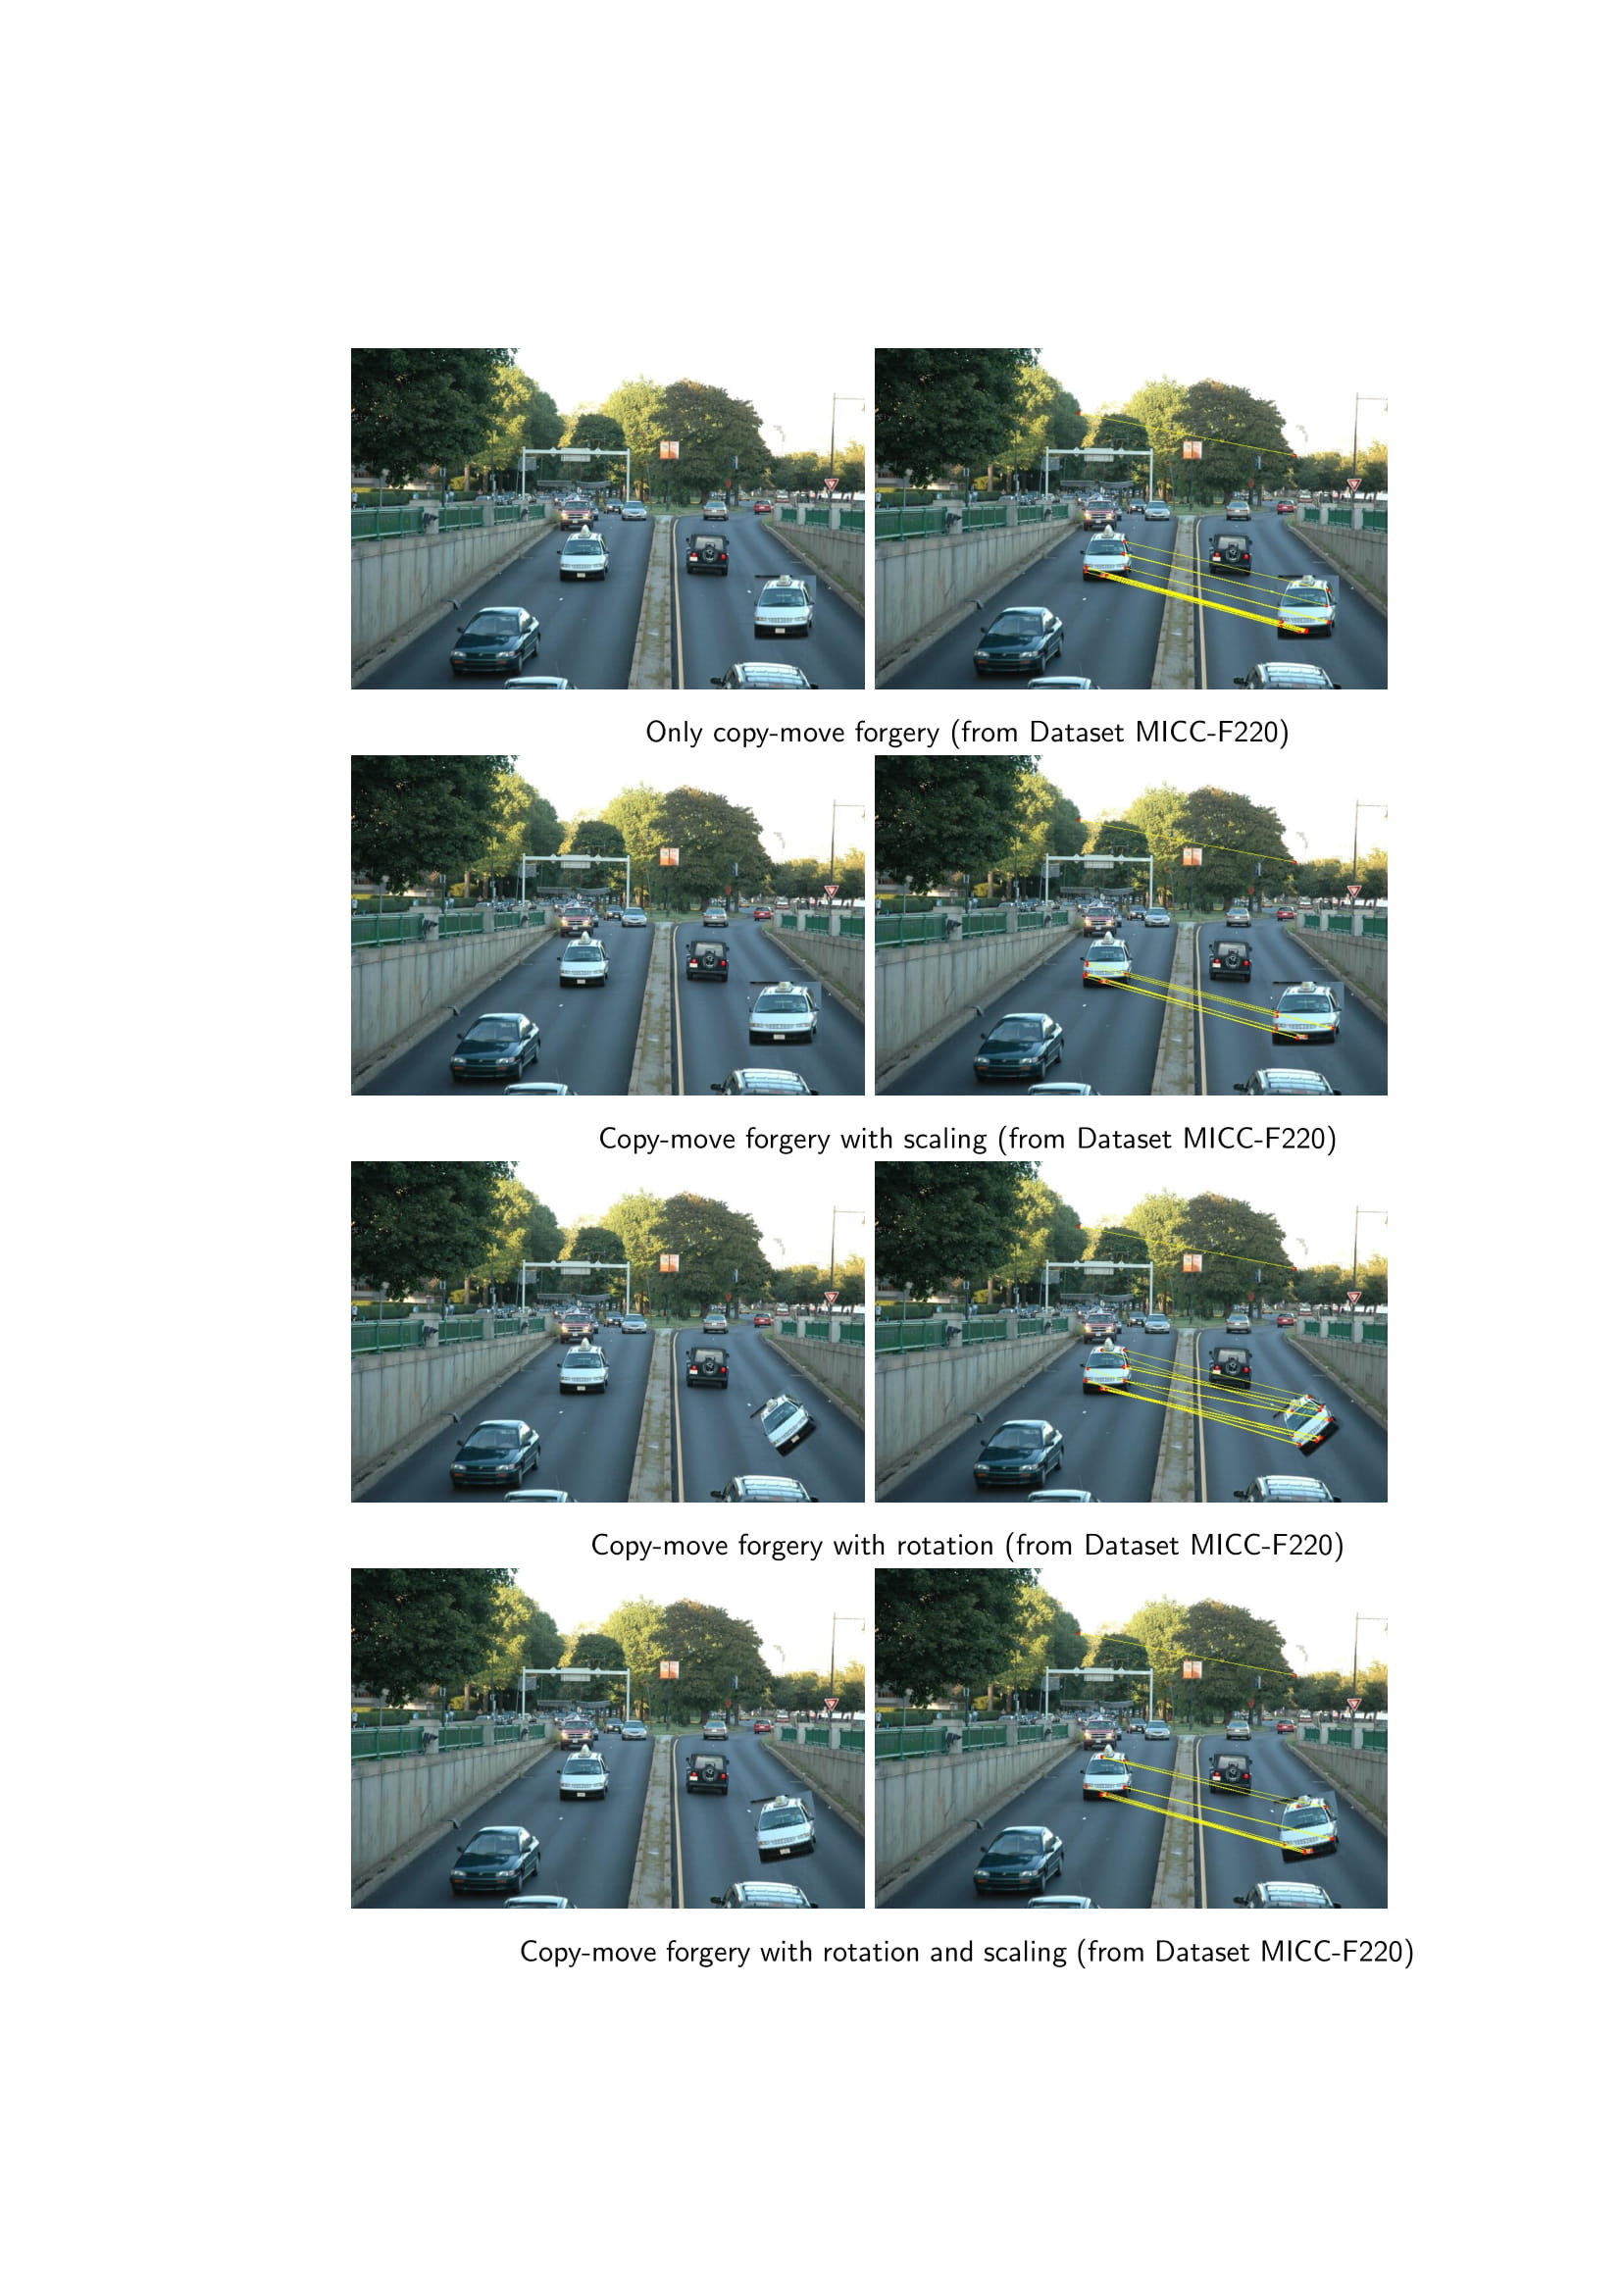 Only copy-move forgery (from Dataset MICC-F220)
Copy-move forgery with scaling (from Dataset MICC-F220)
Copy-move forgery with rotation (from Dataset MICC-F220)
Copy-move forgery with rotation and scaling (from Dataset MICC-F220)